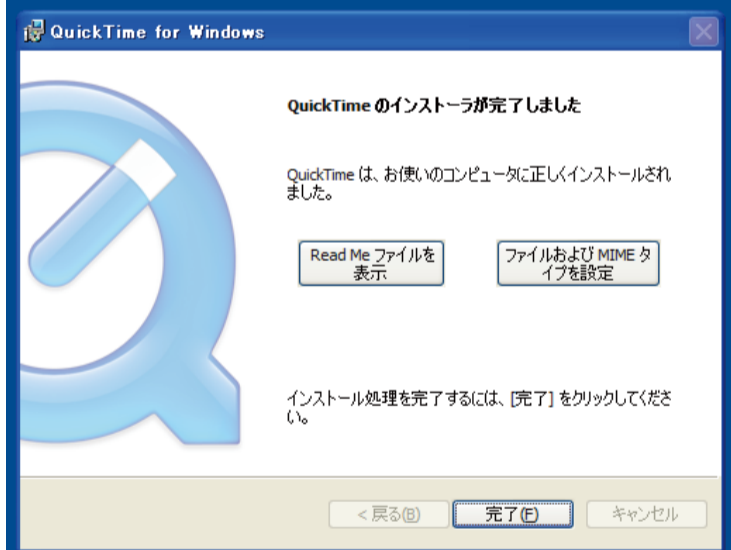 QuickTime for Windows
QuickTime のインストーラが完了しました
QuickTime は、お使いのコンピュータに正しくインストールされ
ました。
Read Me ファイルを
表示
ファイルおよび MIME タ
イプを設定
インストール処理を完了するには、[完了] をクリックしてくださ
い。
< 戻る(B)
完了(F)
キャンセル